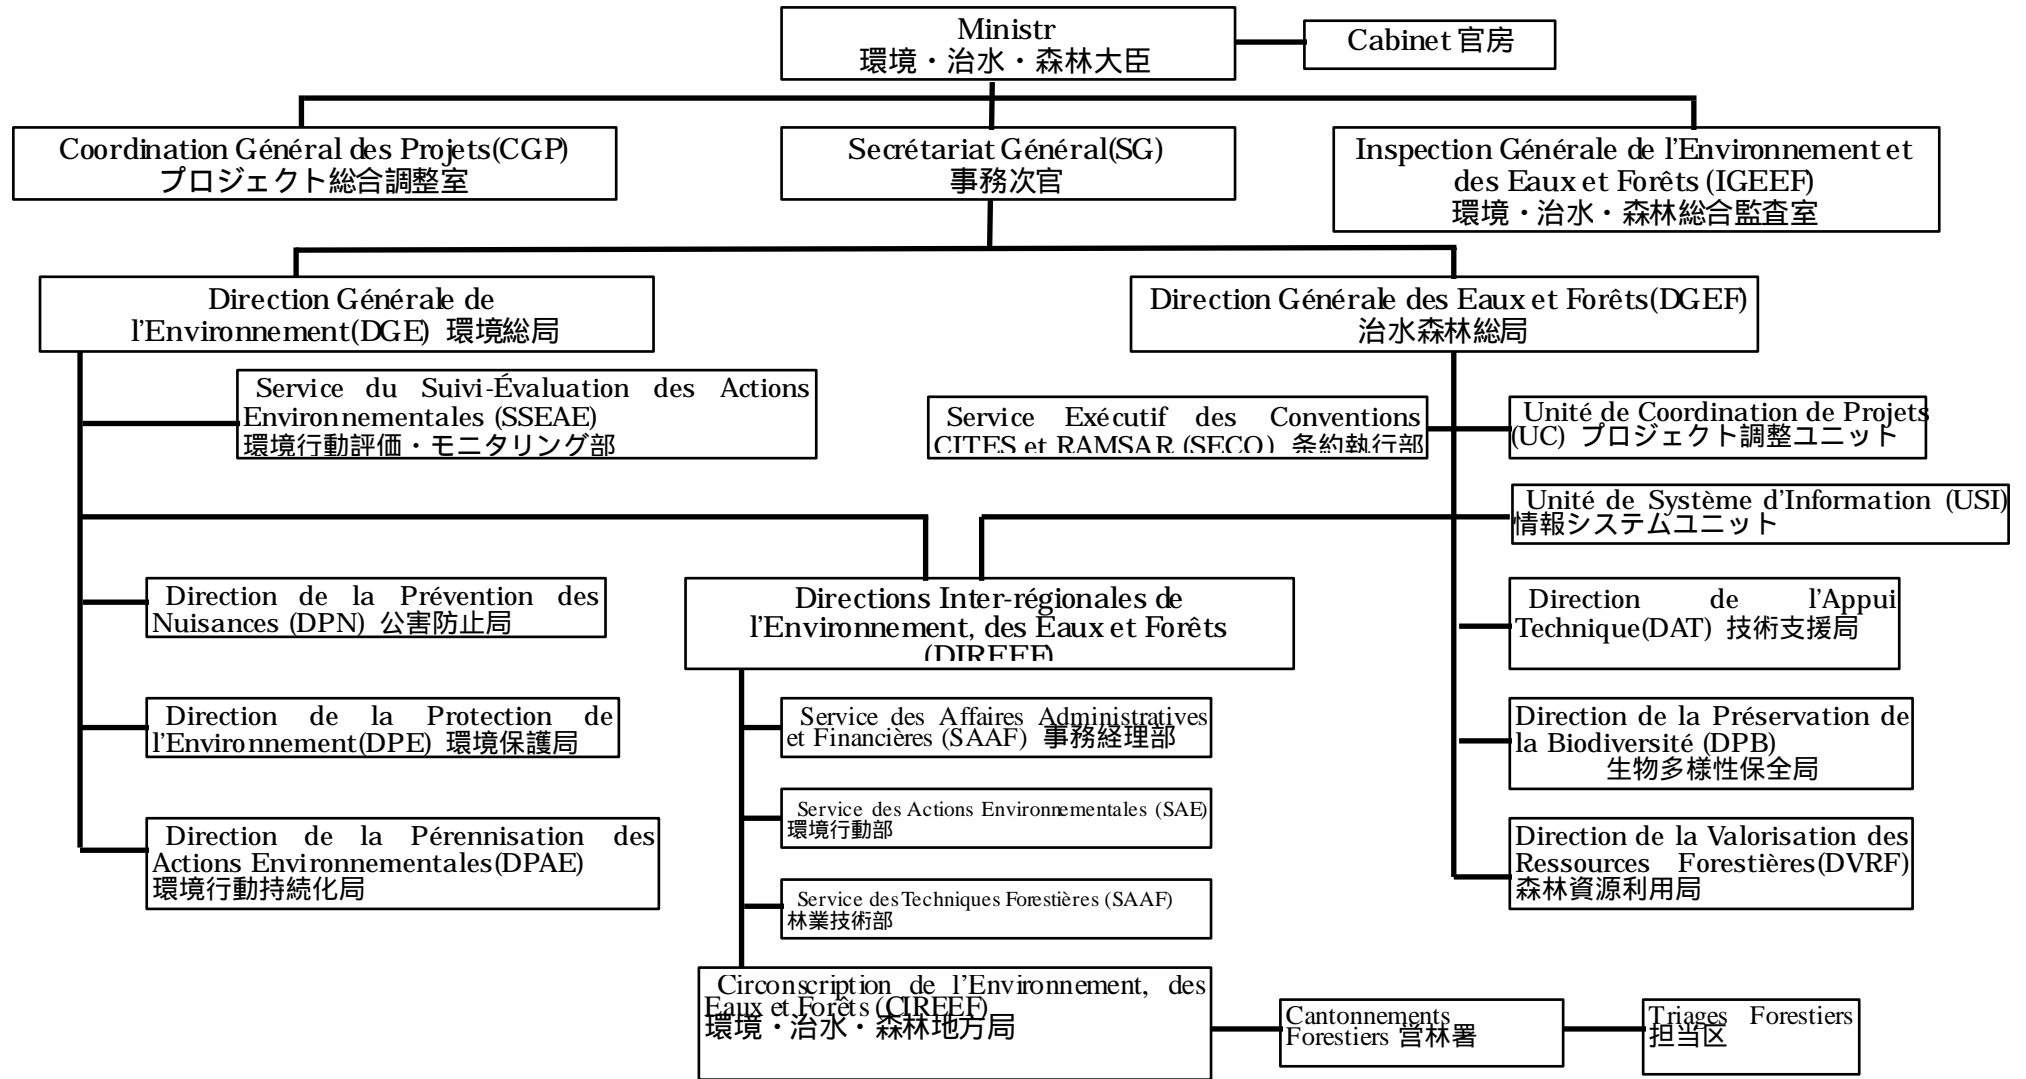 Ministr
環境・治水・森林大臣
Cabinet 官房
Coordination Général des Projets(CGP)
プロジェクト総合調整室
Secrétariat Général(SG)
事務次官
Inspection Générale de l'Environnement et
des Eaux et Forêts (IGEEF)
環境・治水・森林総合監査室
Direction Générale de
l'Environnement(DGE) 環境総局
Direction Générale des Eaux et Forêts(DGEF)
治水森林総局
Service du Suivi-Évaluation des Actions
Environnementales (SSEAE)
環境行動評価・モニタリング部
Service Exécutif des Conventions
CITES et RAMSAR (SECO) 条約執行部
Unité de Coordination de Projets
(UC) プロジェクト調整ユニット
Unité de Système d'Information (USI)
情報システムユニット
Direction de la Prévention des
Nuisances (DPN) 公害防止局
Directions Inter-régionales de
l'Environnement, des Eaux et Forêts
(DIREEF)
Direction de l'Appui
Technique(DAT) 技術支援局
Direction de la Protection de
l'Environnement(DPE) 環境保護局
Service des Affaires Administratives
et Financières (SAAF) 事務経理部
Direction de la Préservation de
la Biodiversité (DPB)
生物多様性保全局
Service des Actions Environnementales (SAE)
環境行動部
Direction de la Pérennisation des
Actions Environnementales(DPAE)
環境行動持続化局
Direction de la Valorisation des
Ressources Forestières(DVRF)
森林資源利用局
Service des Techniques Forestières (SAAF)
林業技術部
Circonscription de l'Environnement, des
Eaux et Forêts (CIREEF)
環境・治水・森林地方局
Cantonnements
Forestiers 営林署
Triages Forestiers
担当区